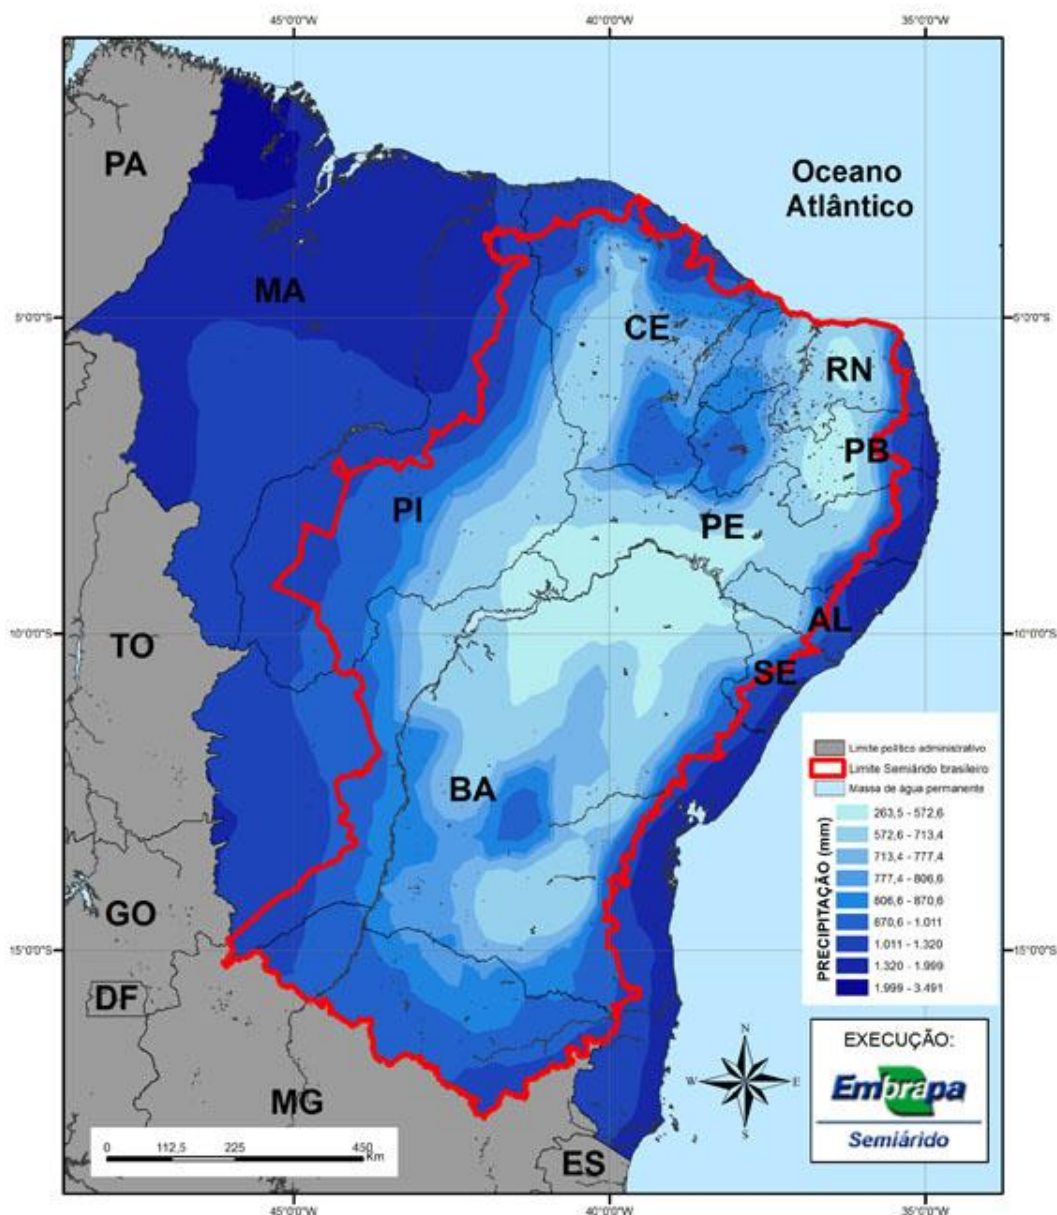 45°0'0"W 40°0'0"W 35°0'0"W
PA
Oceano
Atlântico
MA
5°0'0"S
CE
RN
PB
PI
PE
AL
10°0'0"S 10°0'0"S
TO
SE
BA
Limite político administrativo
Limite Semiárido brasileiro
Massa de água permanente
PRECIPITAÇÃO (mm)
263,5 - 572,6
572,6 - 713,4
713,4 - 777,4
777,4 - 806,6
806,6 - 870,6
870,6 - 1.011
1.011 - 1.320
1.320 - 1.999
1.999 - 3.491
GO
15°0'0"S 15°0'0"S
DF
MG
ES
N
W E
S
EXECUÇÃO:
Embrapa
Semiárido
0 112,5 225 450
Km
45°0'0"W 40°0'0"W 35°0'0"W